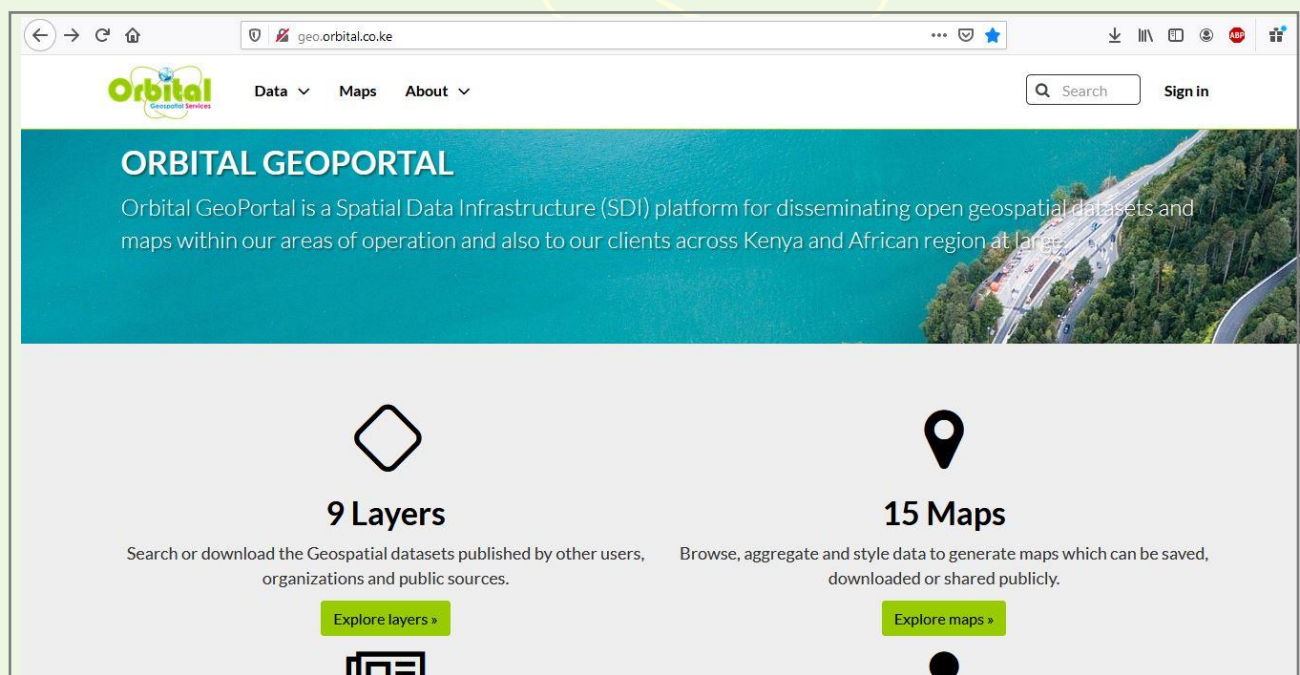 geo.orbital.co.ke
Orbital
Geospatial Services
Data
Maps
About
Search
Sign in
ABP
ORBITAL GEOPORTAL
Orbital GeoPortal is a Spatial Data Infrastructure (SDI) platform for disseminating open geospatial datasets and
maps within our areas of operation and also to our clients across Kenya and African region at large.
9 Layers
Search or download the Geospatial datasets published by other users,
organizations and public sources.
Explore layers »
15 Maps
Browse, aggregate and style data to generate maps which can be saved,
downloaded or shared publicly.
Explore maps »